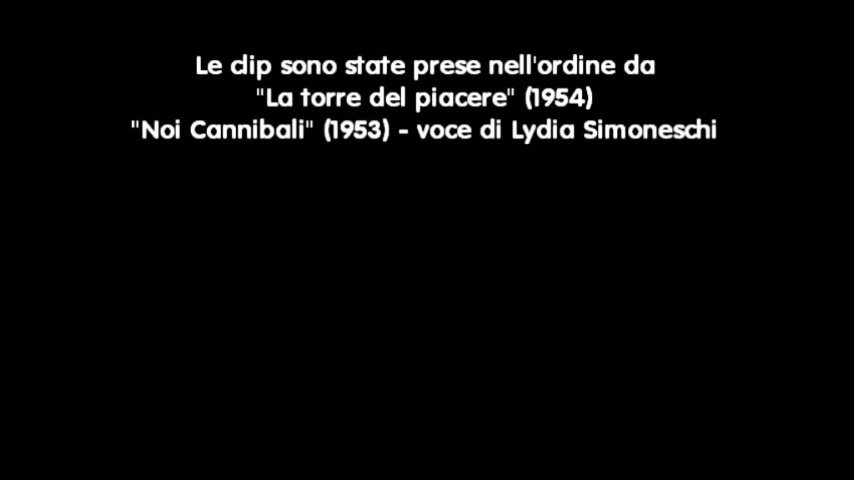 Le clip sono state prese nell'ordine da
"La torre del piacere" (1954)
"Noi Cannibali" (1953) - voce di Lydia Simoneschi